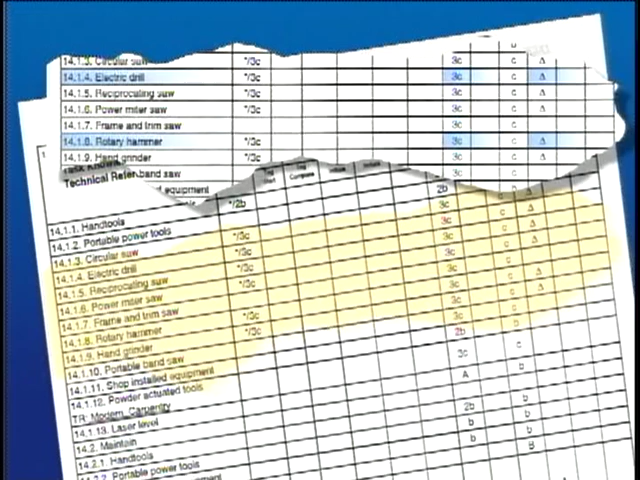 14.1.3. Circular saw */3c 3c c Δ
14.1.4. Electric drill */3c 3c c Δ
14.1.5. Reciprocating saw */3c 3c c Δ
14.1.6. Power miter saw */3c 3c c Δ
14.1.7. Frame and trim saw 3c c
14.1.8. Rotary hammer */3c 3c c Δ
14.1.9. Hand grinder */3c 3c c Δ
band saw 3c c
Technical
equipment 2b b Δ
14.1.1. Handtools */2b 3c c Δ
14.1.2. Portable power tools 3c c Δ
14.1.3. Circular saw */3c 3c c Δ
14.1.4. Electric drill */3c 3c c
14.1.5. Reciprocating saw */3c 3c c Δ
14.1.6. Power miter saw 3c c Δ
14.1.7. Frame and trim saw 3c c
14.1.8. Rotary hammer */3c 3c c
14.1.9. Hand grinder */3c 2b b
14.1.10. Portable band saw 3c c
14.1.11. Shop installed equipment A b
14.1.12. Powder actuated tools
TR: Modern Carpentry 2b b
14.1.13. Laser level b b
14.2. Maintain b b
14.2.1. Handtools B
14.2.2. Portable power tools